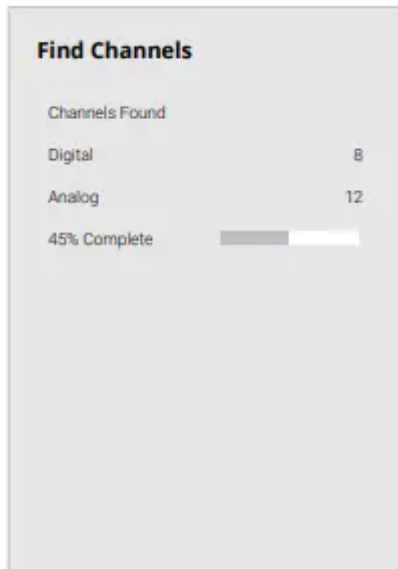 Find Channels
Channels Found
Digital 8
Analog 12
45% Complete